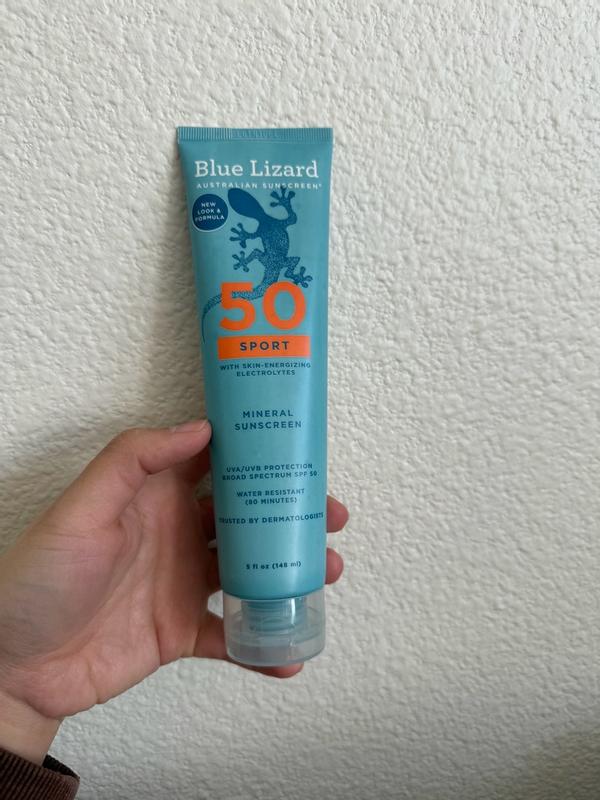 Blue Lizard
AUSTRALIAN SUNSCREEN®
NEW
LOOK &
FORMULA
50
SPORT
WITH SKIN-ENERGIZING
ELECTROLYTES
MINERAL
SUNSCREEN
UVA/UVB PROTECTION
BROAD SPECTRUM SPF 50
WATER RESISTANT
(80 MINUTES)
TRUSTED BY DERMATOLOGISTS
5 fl oz (148 ml)